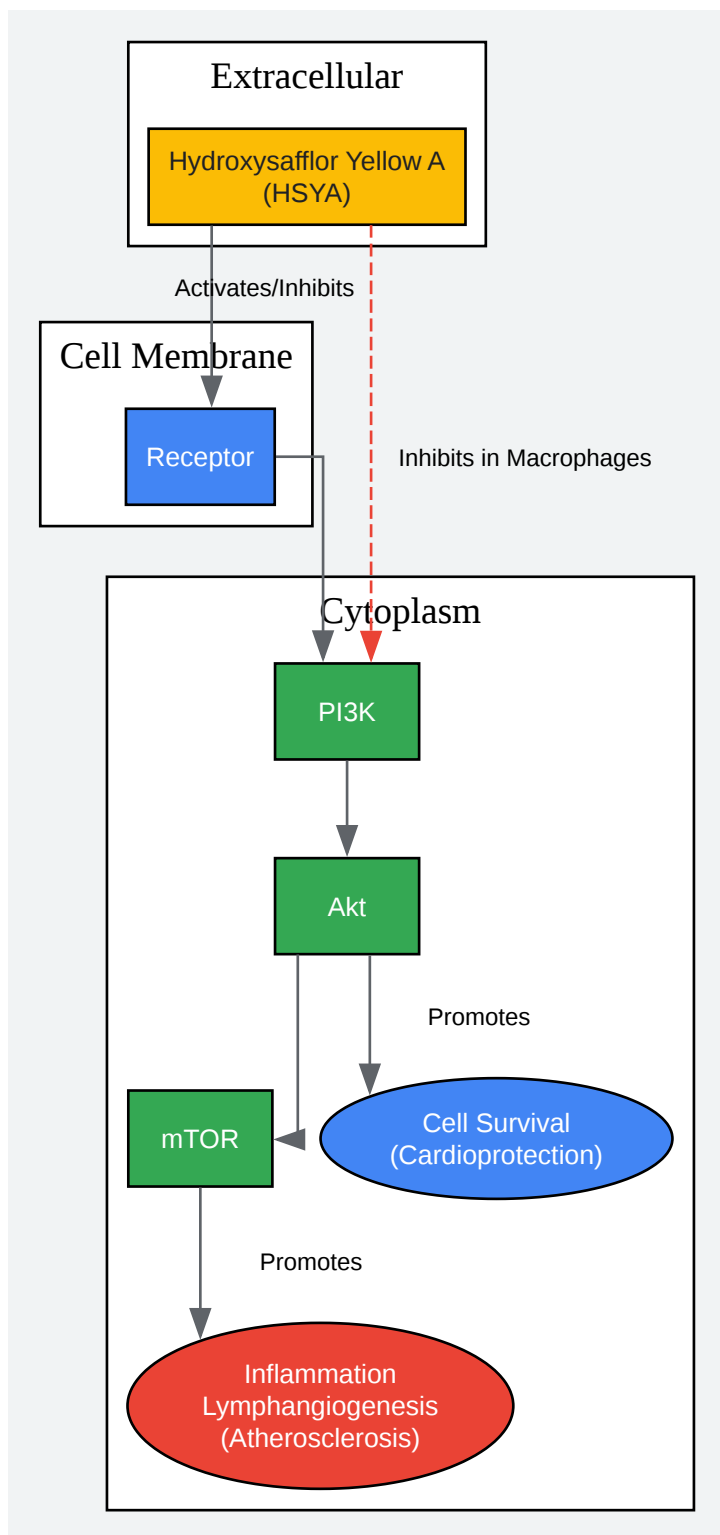 Extracellular
Hydroxysafflor Yellow A
(HSYA)
Activates/Inhibits
Cell Membrane
Receptor
Inhibits in Macrophages
Cytoplasm
PI3K
Akt
Promotes
mTOR
Cell Survival
(Cardioprotection)
Promotes
Inflammation
Lymphangiogenesis
(Atherosclerosis)